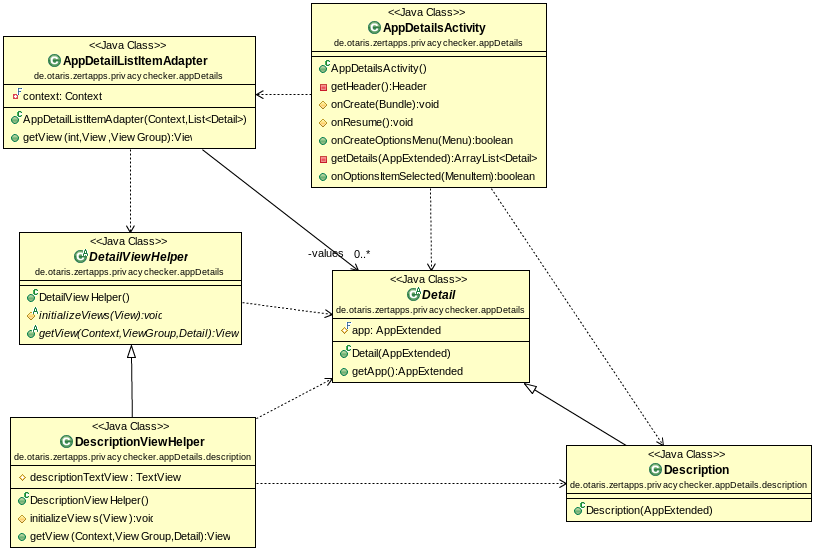 <<Java Class>>
AppDetailsActivity
de.otaris.zertapps.privacychecker.appDetails
AppDetailsActivity()
getHeader():Header
onCreate(Bundle):void
onResume():void
onCreateOptionsMenu(Menu):boolean
getDetails(AppExtended):ArrayList<Detail>
onOptionsItemSelected(MenuItem):boolean
<<Java Class>>
AppDetailListItemAdapter
de.otaris.zertapps.privacychecker.appDetails
context: Context
AppDetailListItemAdapter(Context,List<Detail>)
getView(int,View,ViewGroup):View
-values 0..*
<<Java Class>>
DetailViewHelper
de.otaris.zertapps.privacychecker.appDetails
DetailViewHelper()
initializeViews(View):void
getView(Context,ViewGroup,Detail):View
<<Java Class>>
Detail
de.otaris.zertapps.privacychecker.appDetails
app: AppExtended
Detail(AppExtended)
getApp():AppExtended
<<Java Class>>
DescriptionViewHelper
de.otaris.zertapps.privacychecker.appDetails.description
descriptionTextView: TextView
DescriptionViewHelper()
initializeViews(View):void
getView(Context,ViewGroup,Detail):View
<<Java Class>>
Description
de.otaris.zertapps.privacychecker.appDetails.description
Description(AppExtended)